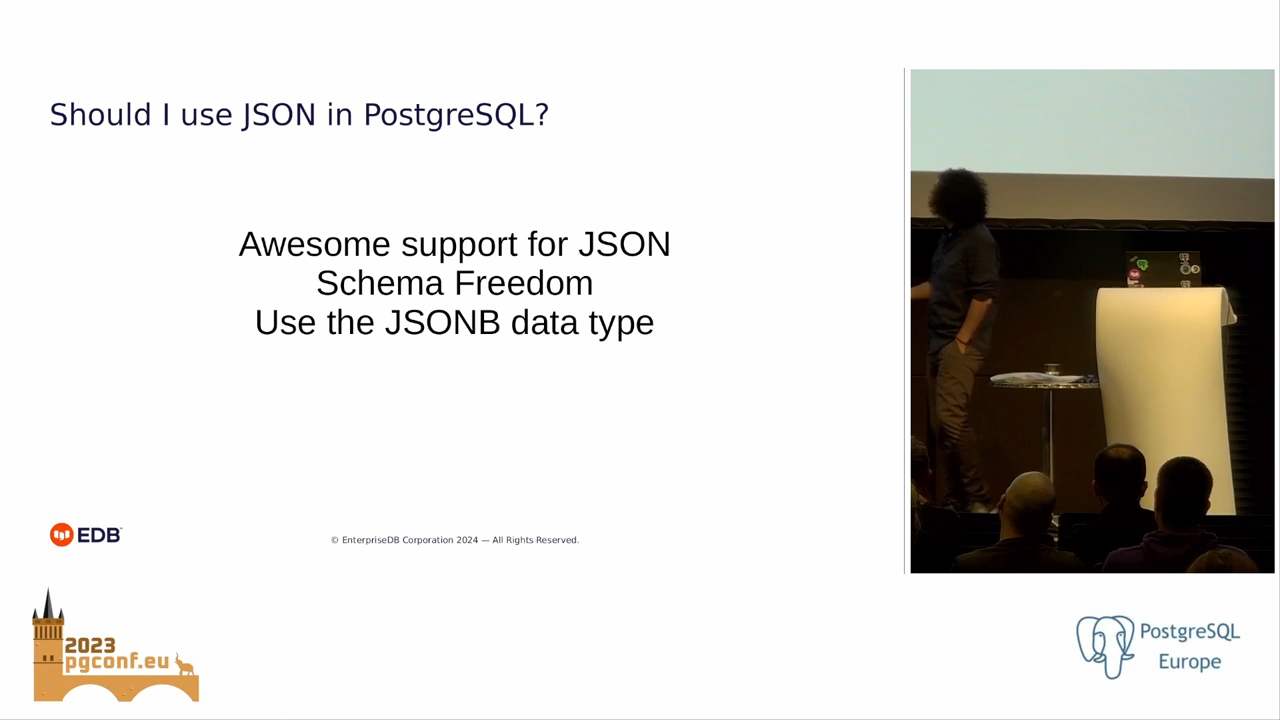 Should I use JSON in PostgreSQL?
Awesome support for JSON
Schema Freedom
Use the JSONB data type
EDB
© EnterpriseDB Corporation 2024 — All Rights Reserved.
2023
pgconf.eu
PostgreSQL
Europe